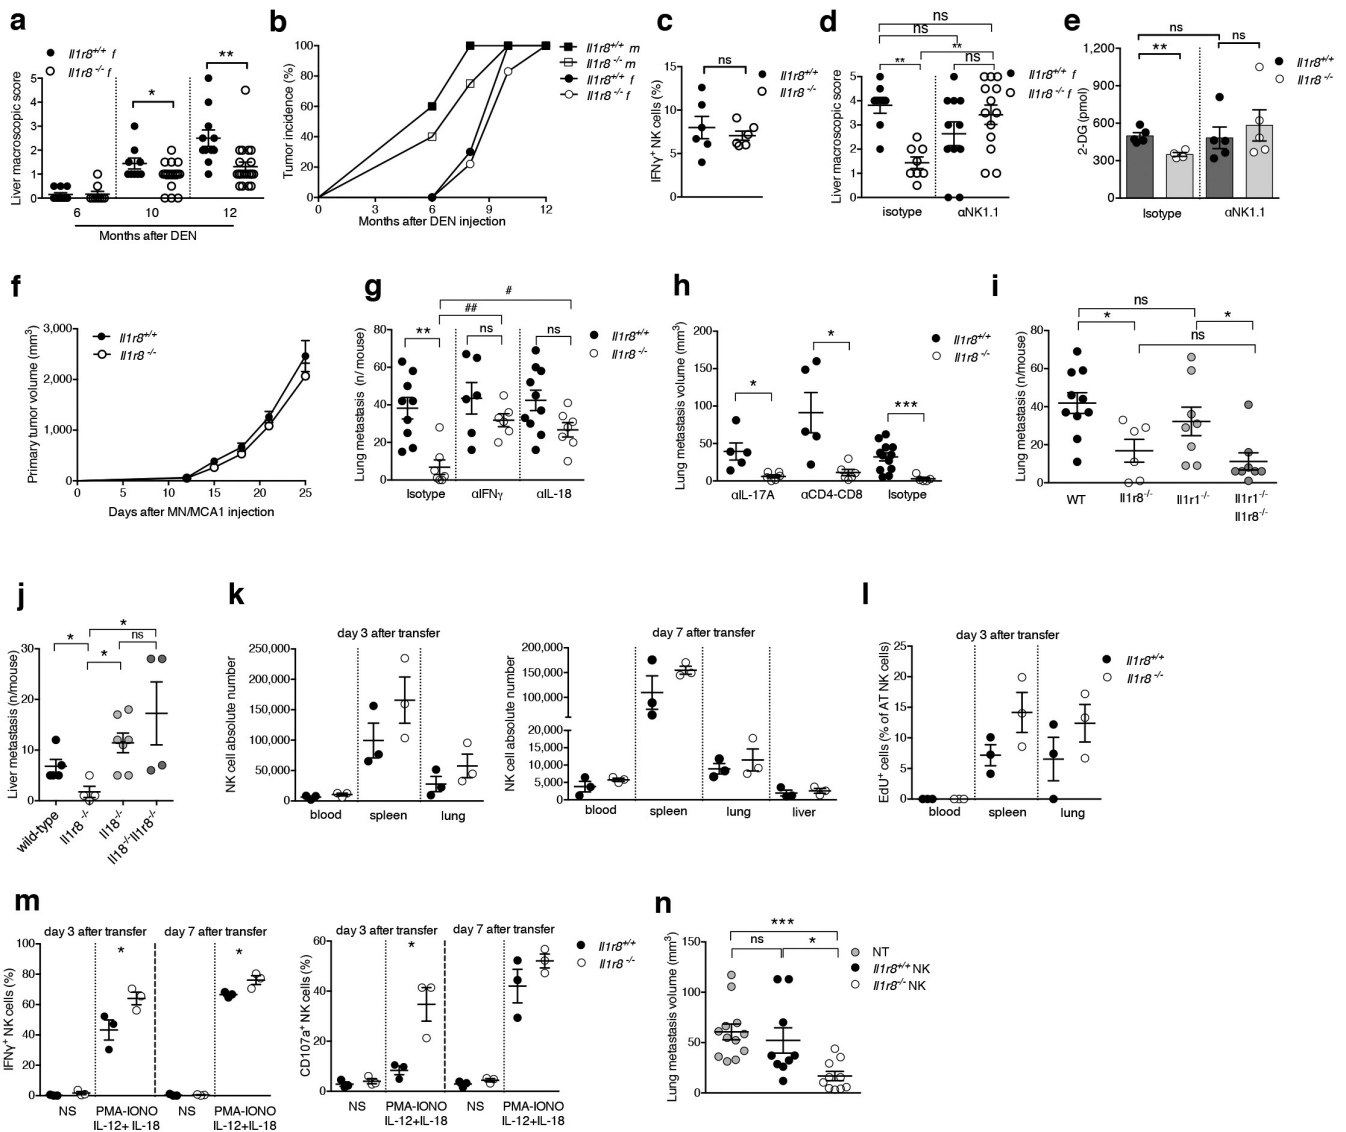 a
Il1r8+/+ f
Il1r8 -/- f
**
*
Liver macroscopic score
5
4
3
2
1
0
6
10
12
Months after DEN
b
Tumor incidence (%)
100
80
60
40
20
0
0
3
6
9
12
Months after DEN injection
Il1r8+/+ m
Il1r8 -/- m
Il1r8+/+ f
Il1r8 -/- f
c
IFNγ+ NK cells (%)
15
10
5
0
ns
Il1r8+/+
Il1r8 -/-
d
ns
ns
**
**
ns
Liver macroscopic score
5
4
3
2
1
0
isotype
αNK1.1
Il1r8+/+ f
Il1r8 -/- f
e
ns
**
ns
2-DG (pmol)
1,200
900
600
300
0
Isotype
αNK1.1
Il1r8+/+
Il1r8 -/-
f
Primary tumor volume (mm3)
3,000
2,000
1,000
0
0
5
10
15
20
25
Days after MN/MCA1 injection
Il1r8+/+
Il1r8 -/-
g
#
##
**
ns
ns
Lung metastasis (n/ mouse)
80
60
40
20
0
Isotype
αIFNγ
αIL-18
Il1r8+/+
Il1r8 -/-
h
Lung metastasis volume (mm3)
200
150
100
50
0
*
*
***
αIL-17A
αCD4-CD8
Isotype
Il1r8+/+
Il1r8 -/-
i
ns
*
*
ns
Lung metastasis (n/mouse)
80
60
40
20
0
WT
Il1r8-/-
Il1r1-/-
Il1r1-/-
Il1r8-/-
j
*
*
ns
*
Liver metastasis (n/mouse)
30
20
10
0
wild-type
Il1r8 -/-
Il18-/-
Il18-/-Il1r8-/-
k
day 3 after transfer
NK cell absolute number
250,000
200,000
150,000
100,000
50,000
0
blood
spleen
lung
day 7 after transfer
NK cell absolute number
200,000
150,000
100,000
20,000
15,000
10,000
5,000
0
blood
spleen
lung
liver
l
day 3 after transfer
EdU+ cells (% of AT NK cells)
25
20
15
10
5
0
blood
spleen
lung
Il1r8+/+
Il1r8 -/-
m
day 3 after transfer
day 7 after transfer
IFNγ+ NK cells (%)
100
80
60
40
20
0
*
*
NS
PMA-IONO
IL-12+ IL-18
NS
PMA-IONO
IL-12+IL-18
day 3 after transfer
day 7 after transfer
CD107a+ NK cells (%)
60
40
20
0
*
NS
PMA-IONO
IL-12+IL-18
NS
PMA-IONO
IL-12+IL-18
Il1r8+/+
Il1r8 -/-
n
***
ns
*
Lung metastasis volume (mm3)
150
100
50
0
NT
Il1r8+/+ NK
Il1r8-/- NK